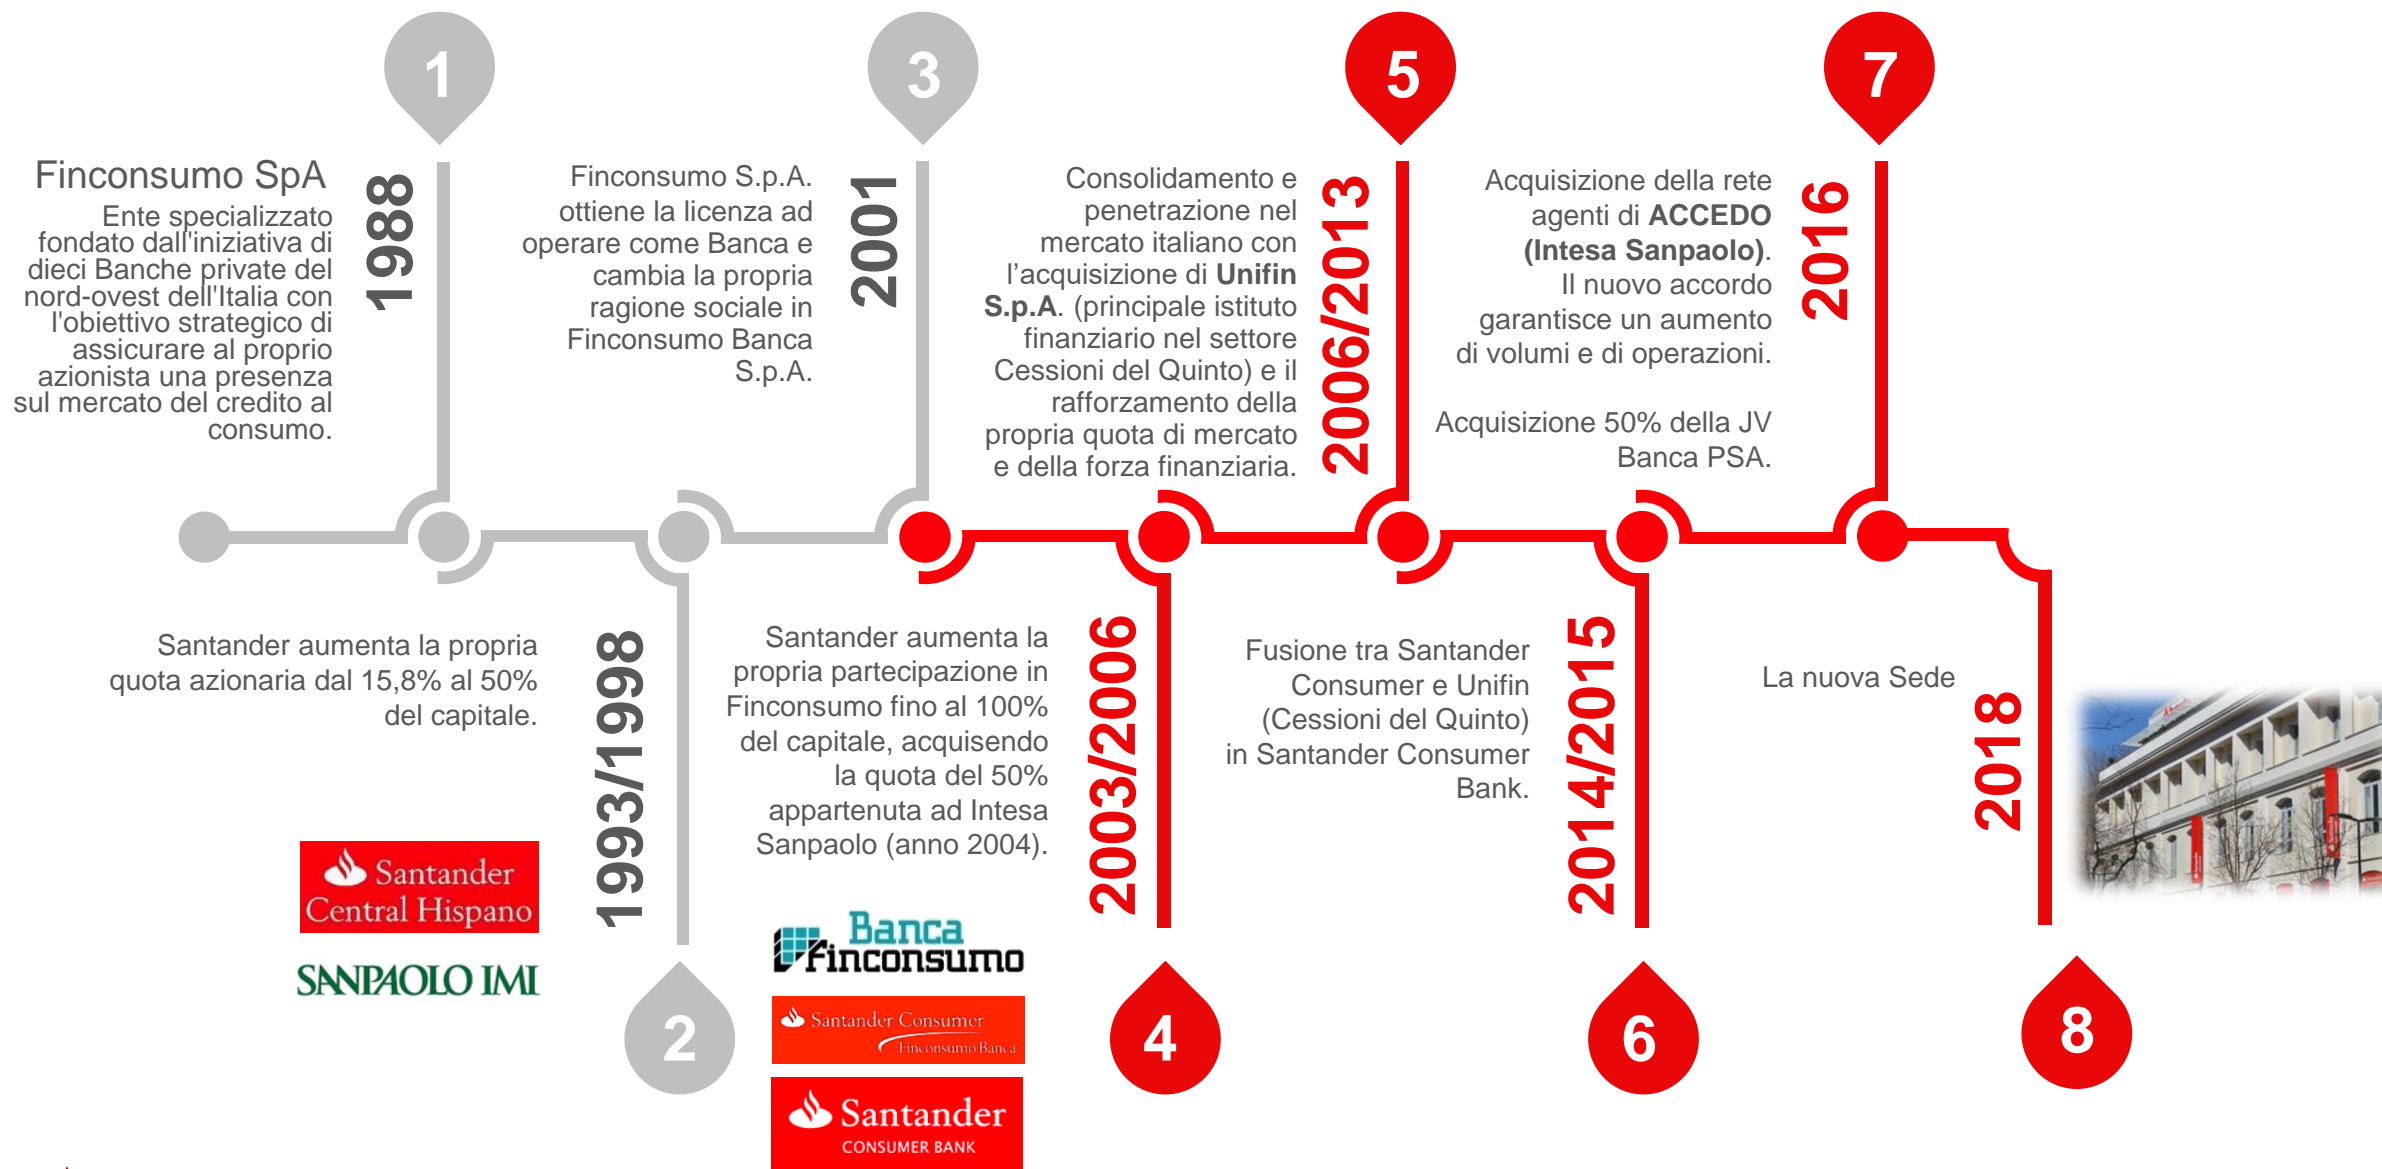 1
1988
Finconsumo SpA
Ente specializzato
fondato dall'iniziativa di
dieci Banche private del
nord-ovest dell'Italia con
l'obiettivo strategico di
assicurare al proprio
azionista una presenza
sul mercato del credito al
consumo.
2
1993/1998
Santander aumenta la propria
quota azionaria dal 15,8% al 50%
del capitale.
Santander
Central Hispano
SANPAOLO IMI
3
2001
Finconsumo S.p.A.
ottiene la licenza ad
operare come Banca e
cambia la propria
ragione sociale in
Finconsumo Banca
S.p.A.
4
2003/2006
Santander aumenta la
propria partecipazione in
Finconsumo fino al 100%
del capitale, acquisendo
la quota del 50%
appartenuta ad Intesa
Sanpaolo (anno 2004).
Banca
Finconsumo
Santander Consumer
Finconsumo Banca
Santander
CONSUMER BANK
5
2006/2013
Consolidamento e
penetrazione nel
mercato italiano con
l’acquisizione di Unifin
S.p.A. (principale istituto
finanziario nel settore
Cessioni del Quinto) e il
rafforzamento della
propria quota di mercato
e della forza finanziaria.
6
2014/2015
Fusione tra Santander
Consumer e Unifin
(Cessioni del Quinto)
in Santander Consumer
Bank.
7
2016
Acquisizione della rete
agenti di ACCEDO
(Intesa Sanpaolo).
Il nuovo accordo
garantisce un aumento
di volumi e di operazioni.
Acquisizione 50% della JV
Banca PSA.
8
2018
La nuova Sede